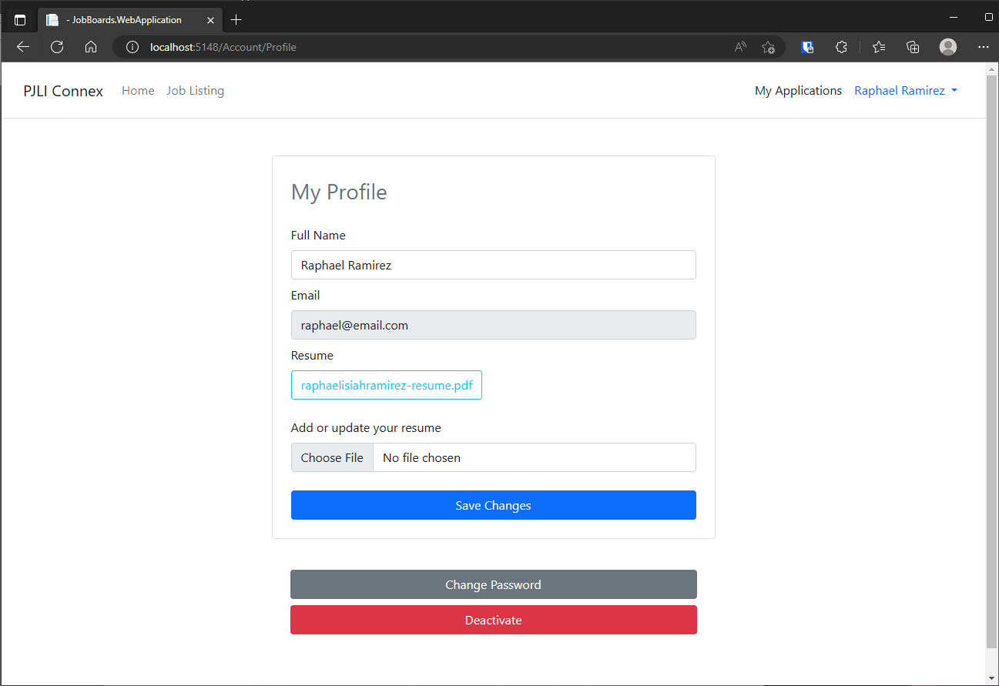 - JobBoards.WebApplication
localhost:5148/Account/Profile
PJLI Connex Home Job Listing My Applications Raphael Ramirez
My Profile
Full Name
Raphael Ramirez
Email
raphael@email.com
Resume
raphaelisiahramirez-resume.pdf
Add or update your resume
Choose File No file chosen
Save Changes
Change Password
Deactivate